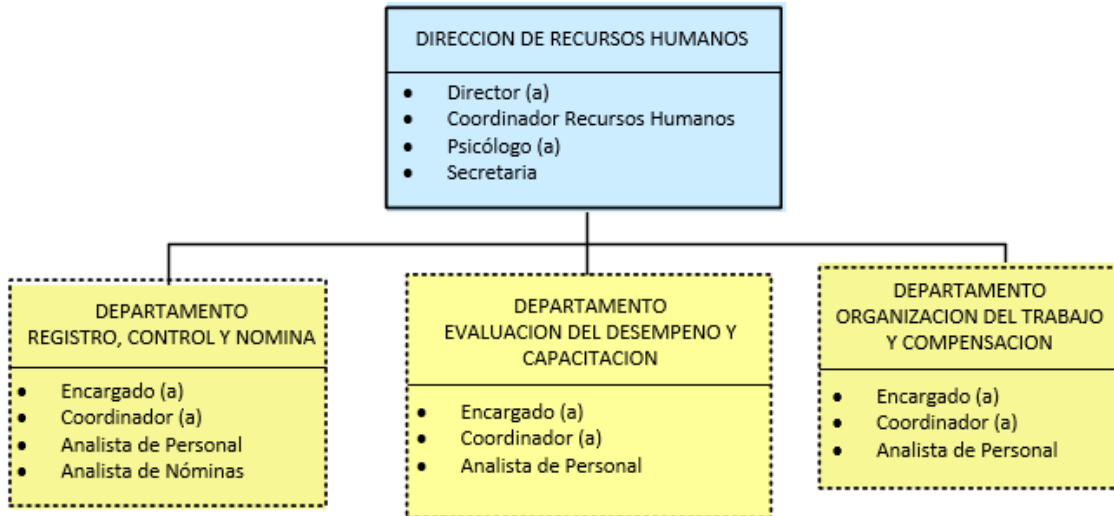 DIRECCION DE RECURSOS HUMANOS
• Director (a)
• Coordinador Recursos Humanos
• Psicólogo (a)
• Secretaria
DEPARTAMENTO
REGISTRO, CONTROL Y NOMINA
• Encargado (a)
• Coordinador (a)
• Analista de Personal
• Analista de Nóminas
DEPARTAMENTO
EVALUACION DEL DESEMPENO Y
CAPACITACION
• Encargado (a)
• Coordinador (a)
• Analista de Personal
DEPARTAMENTO
ORGANIZACION DEL TRABAJO
Y COMPENSACION
• Encargado (a)
• Coordinador (a)
• Analista de Personal